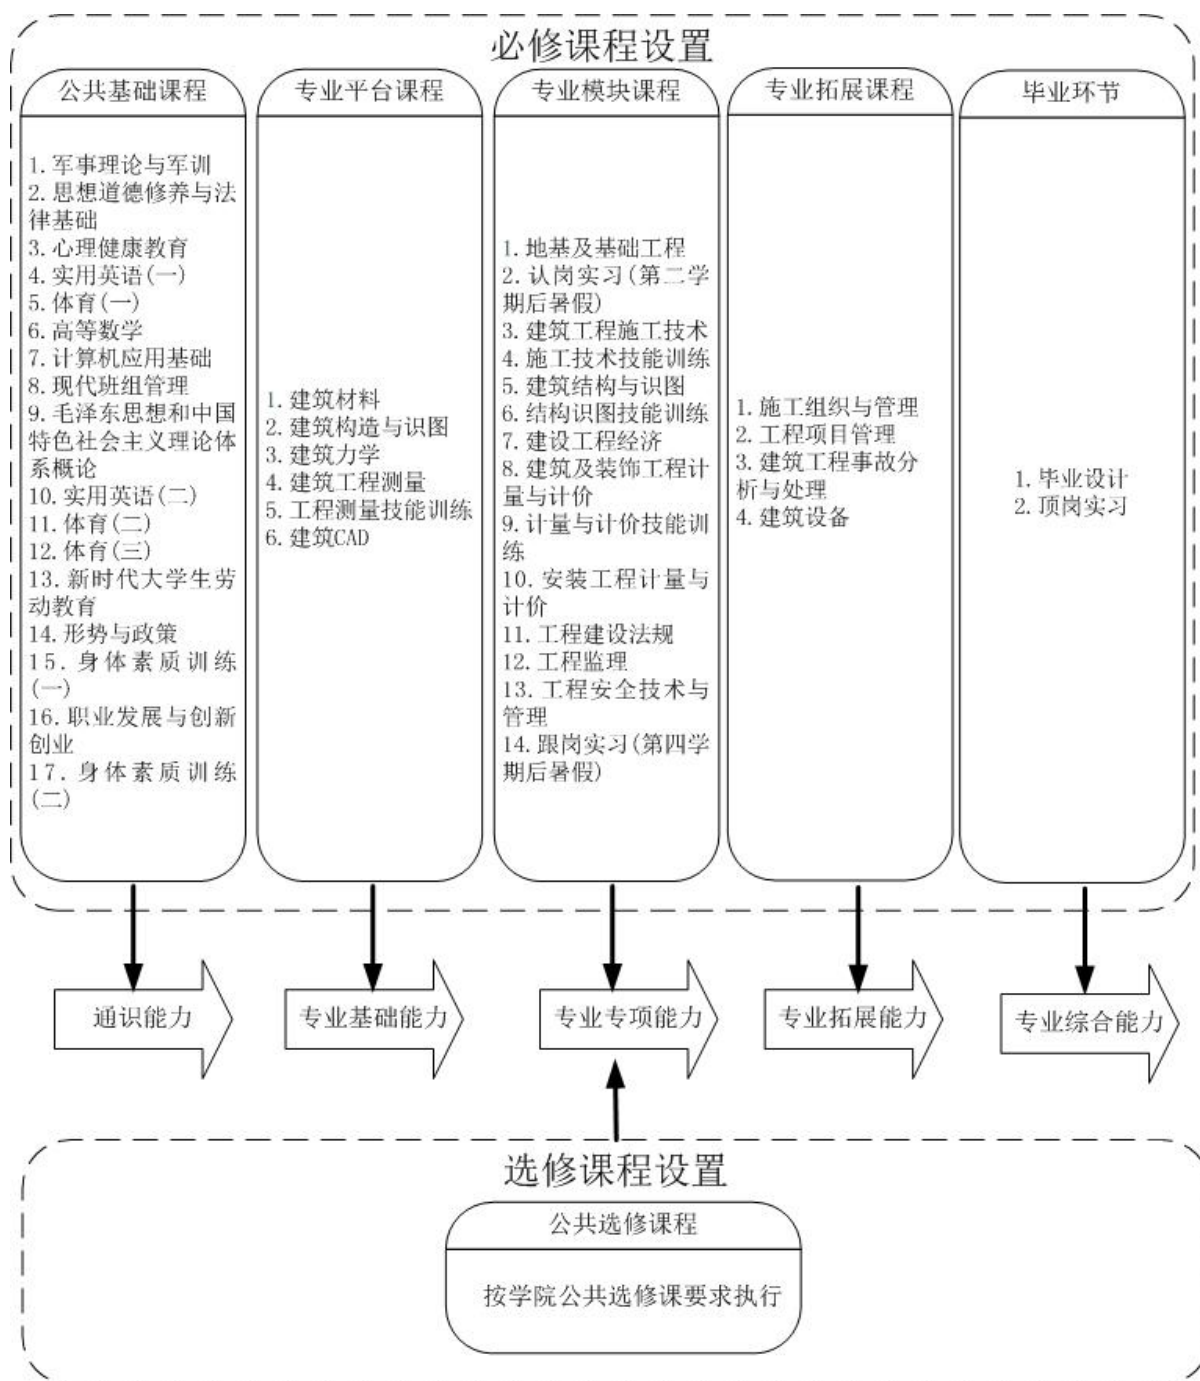 必修课程设置
公共基础课程
1. 军事理论与军训
2. 思想道德修养与法
律基础
3. 心理健康教育
4. 实用英语(一)
5. 体育(一)
6. 高等数学
7. 计算机应用基础
8. 现代班组管理
9. 毛泽东思想和中国
特色社会主义理论体
系概论
10. 实用英语(二)
11. 体育(二)
12. 体育(三)
13. 新时代大学生劳
动教育
14. 形势与政策
15. 身体素质训练
(一)
16. 职业发展与创新
创业
17. 身体素质训练
(二)
专业平台课程
1. 建筑材料
2. 建筑构造与识图
3. 建筑力学
4. 建筑工程测量
5. 工程测量技能训练
6. 建筑CAD
专业模块课程
1. 地基及基础工程
2. 认岗实习(第二学
期后暑假)
3. 建筑工程施工技术
4. 施工技术技能训练
5. 建筑结构与识图
6. 结构识图技能训练
7. 建设工程经济
8. 建筑及装饰工程计
量与计价
9. 计量与计价技能训
练
10. 安装工程计量与
计价
11. 工程建设法规
12. 工程监理
13. 工程安全技术与
管理
14. 跟岗实习(第四学
期后暑假)
专业拓展课程
1. 施工组织与管理
2. 工程项目管理
3. 建筑工程事故分
析与处理
4. 建筑设备
毕业环节
1. 毕业设计
2. 顶岗实习
通识能力
专业基础能力
专业专项能力
专业拓展能力
专业综合能力
选修课程设置
公共选修课程
按学院公共选修课要求执行